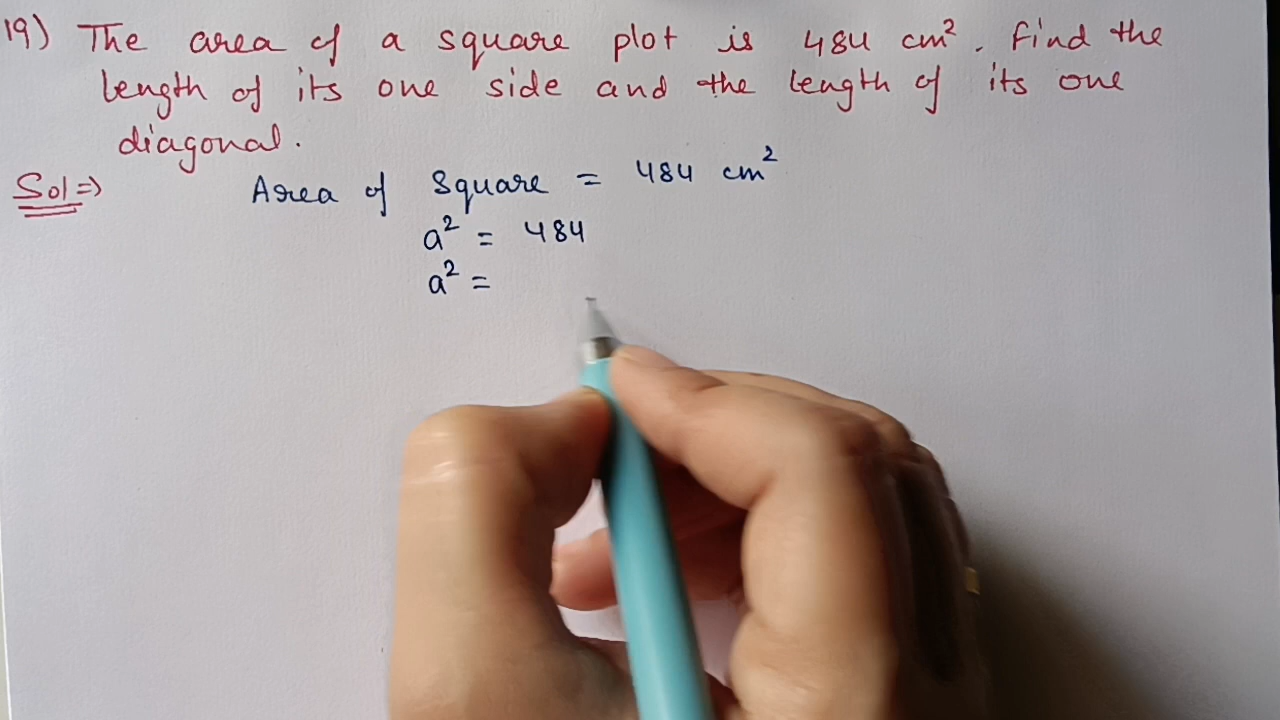 19) The area of a square plot is 484 cm². Find the
length of its one side and the length of its one
diagonal.
Sol ⇒ Area of Square = 484 cm²
a² = 484
a² =